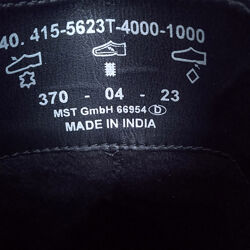 40. 415-5623T-4000-1000
370 - 04 - 23
MST GmbH 66954 D
MADE IN INDIA